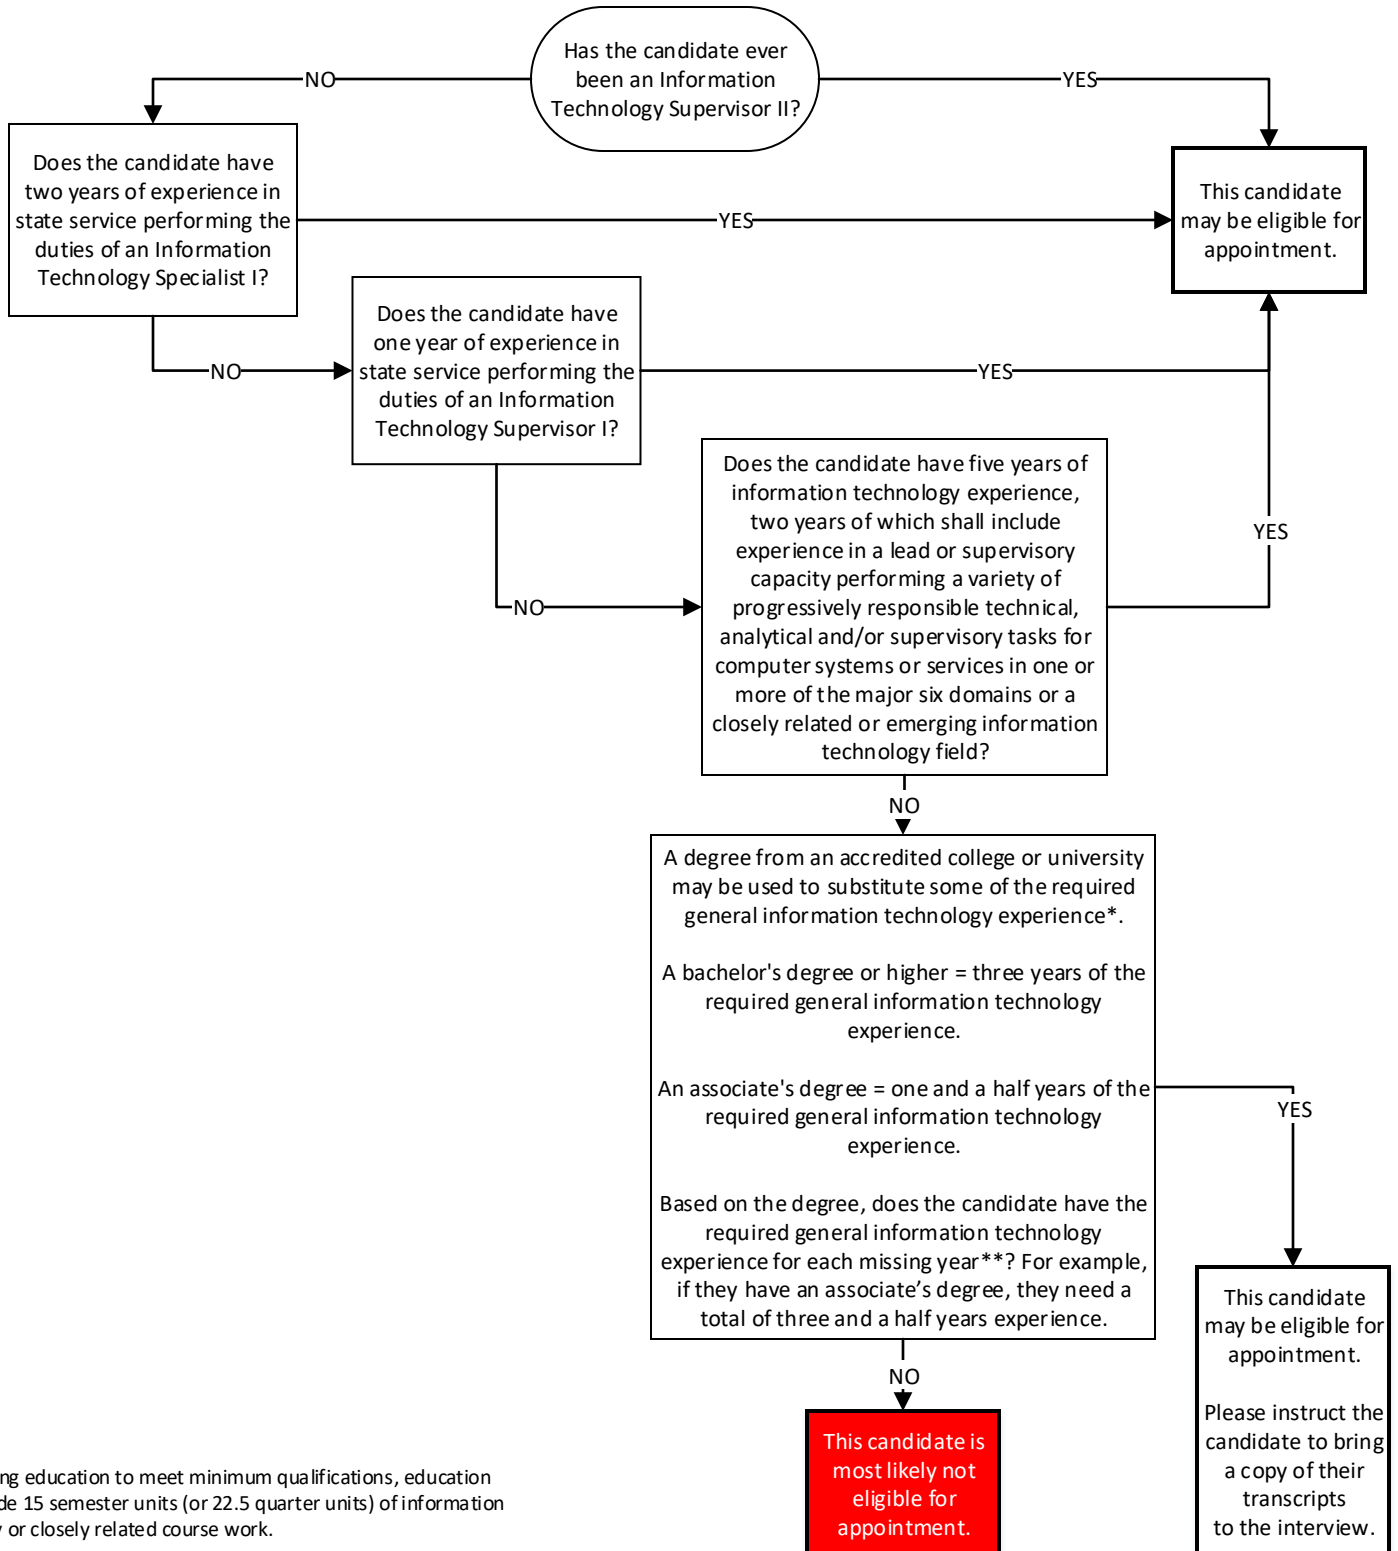 Has the candidate ever
been an Information
Technology Supervisor II?
NO
YES
Does the candidate have
two years of experience in
state service performing the
duties of an Information
Technology Specialist I?
This candidate
may be eligible for
appointment.
YES
Does the candidate have
one year of experience in
state service performing the
duties of an Information
Technology Supervisor I?
NO
YES
Does the candidate have five years of
information technology experience,
two years of which shall include
experience in a lead or supervisory
capacity performing a variety of
progressively responsible technical,
analytical and/or supervisory tasks for
computer systems or services in one or
more of the major six domains or a
closely related or emerging information
technology field?
YES
NO
NO
A degree from an accredited college or university
may be used to substitute some of the required
general information technology experience*.
A bachelor's degree or higher = three years of the
required general information technology
experience.
An associate's degree = one and a half years of the
required general information technology
experience.
Based on the degree, does the candidate have the
required general information technology
experience for each missing year**? For example,
if they have an associate’s degree, they need a
total of three and a half years experience.
YES
NO
This candidate
may be eligible for
appointment.
Please instruct the
candidate to bring
a copy of their
transcripts
to the interview.
This candidate is
most likely not
eligible for
appointment.
ng education to meet minimum qualifications, education
de 15 semester units (or 22.5 quarter units) of information
y or closely related course work.